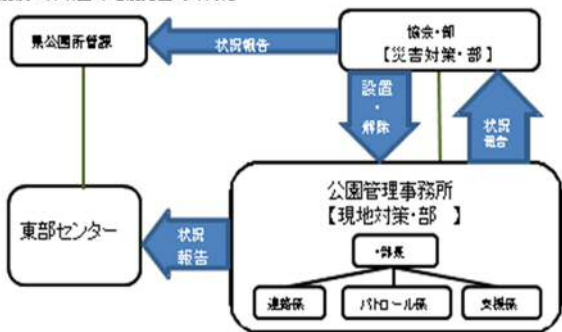 県公園所管課
状況報告
協会・部
【災害対策・部】
設置
・
解除
状況
報告
公園管理事務所
【現地対策・部　】
東部センター
状況
報告
・部長
連絡係
パトロール係
支援係